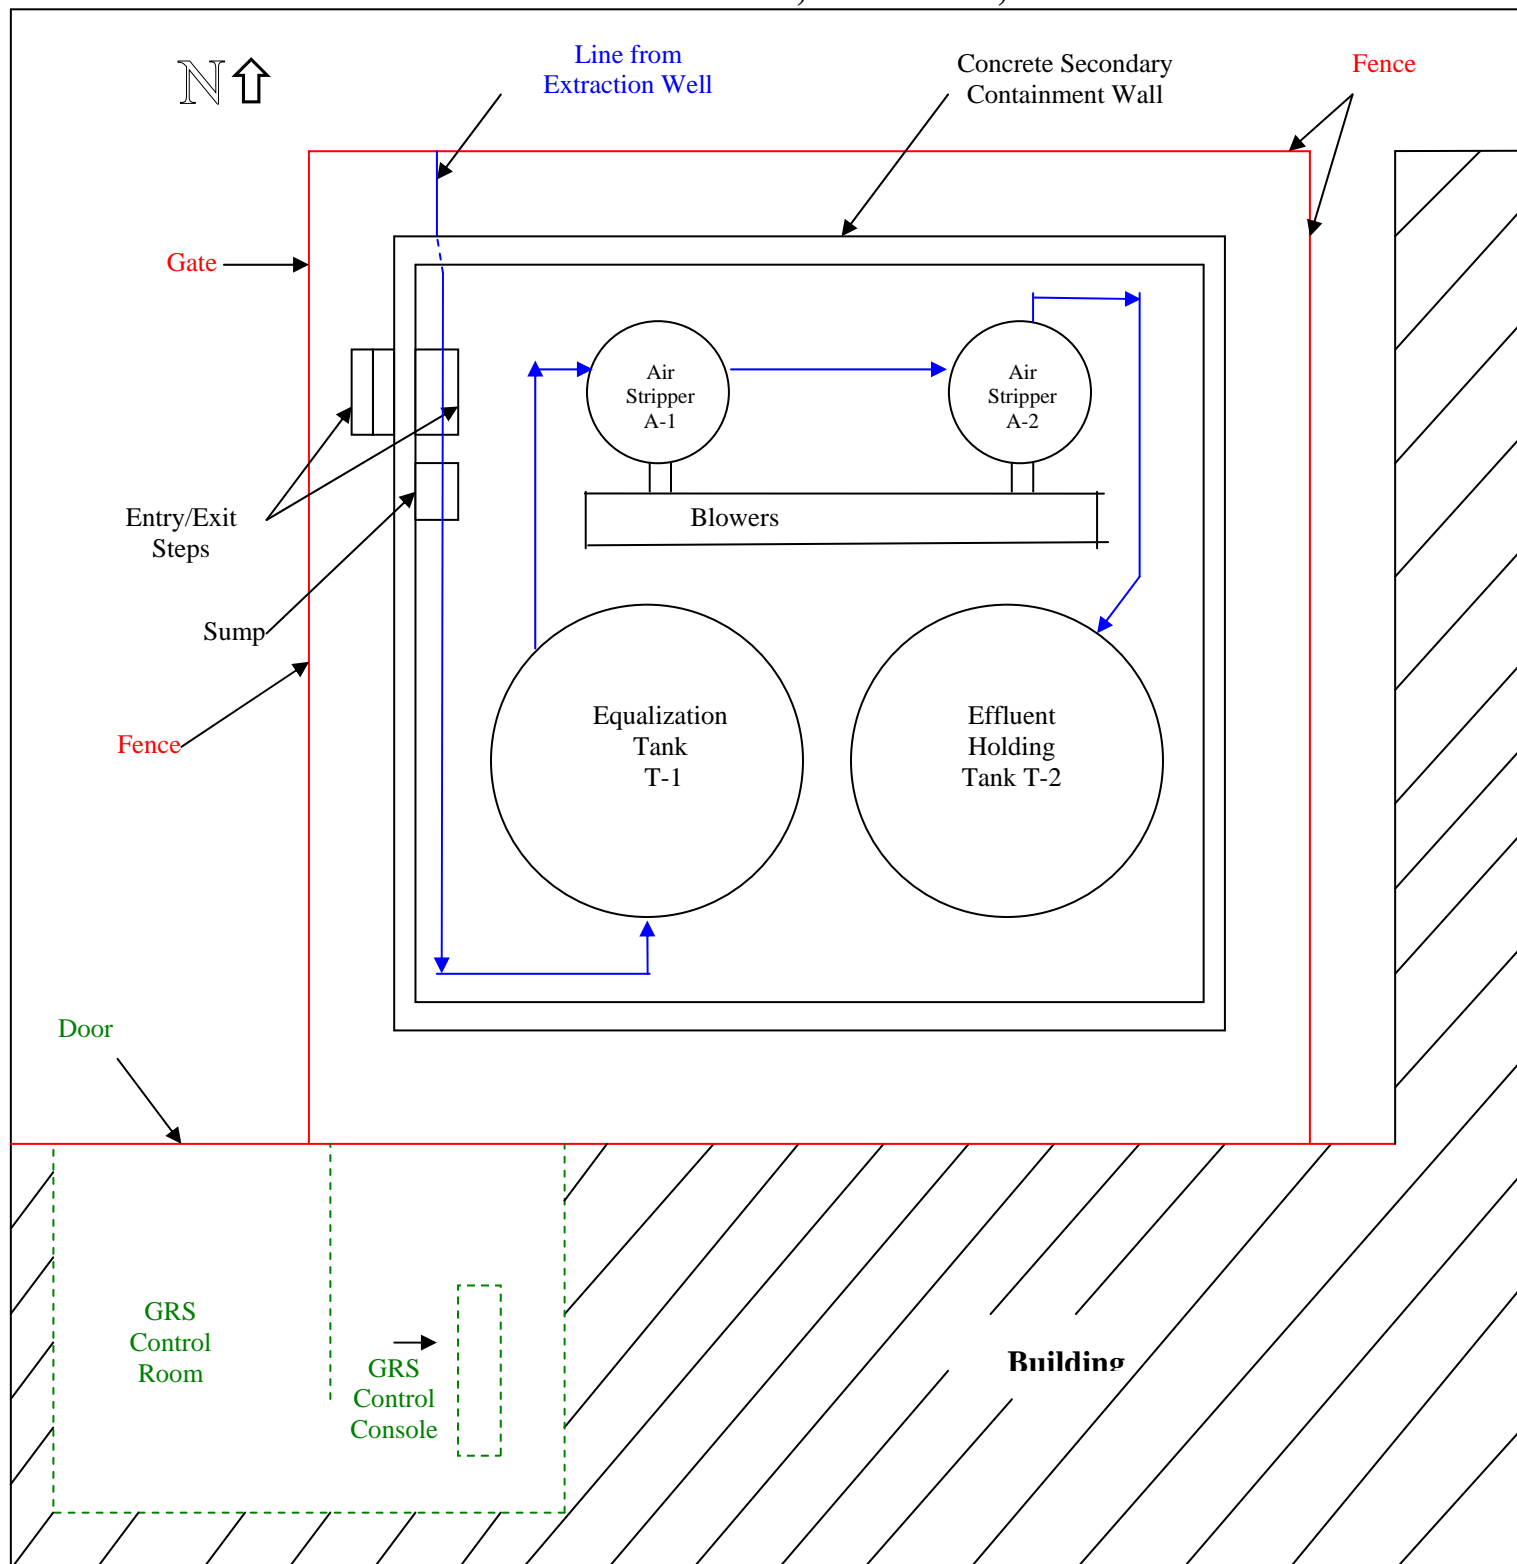 N
Line from
Extraction Well
Concrete Secondary
Containment Wall
Fence
Gate
Air
Stripper
A-1
Air
Stripper
A-2
Entry/Exit
Steps
Blowers
Sump
Fence
Equalization
Tank
T-1
Effluent
Holding
Tank T-2
Door
GRS
Control
Room
GRS
Control
Console
Building